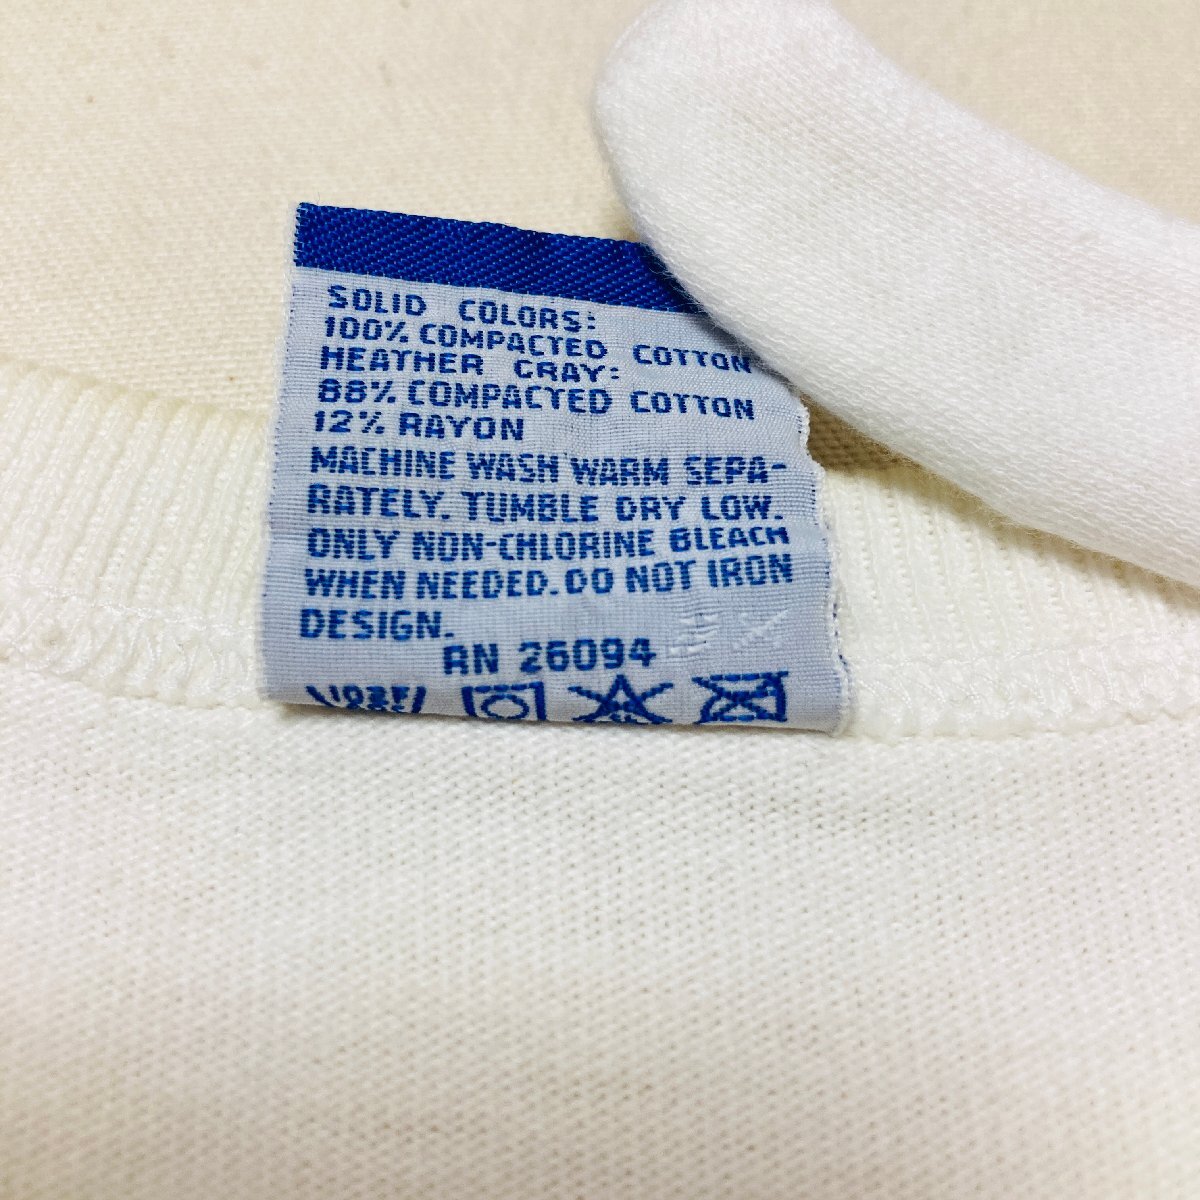 SOLID COLORS:
100% COMPACTED COTTON
HEATHER GRAY:
88% COMPACTED COTTON
12% RAYON
MACHINE WASH WARM SEPA-
RATELY. TUMBLE DRY LOW.
ONLY NON-CHLORINE BLEACH
WHEN NEEDED. DO NOT IRON
DESIGN.
RN 26094